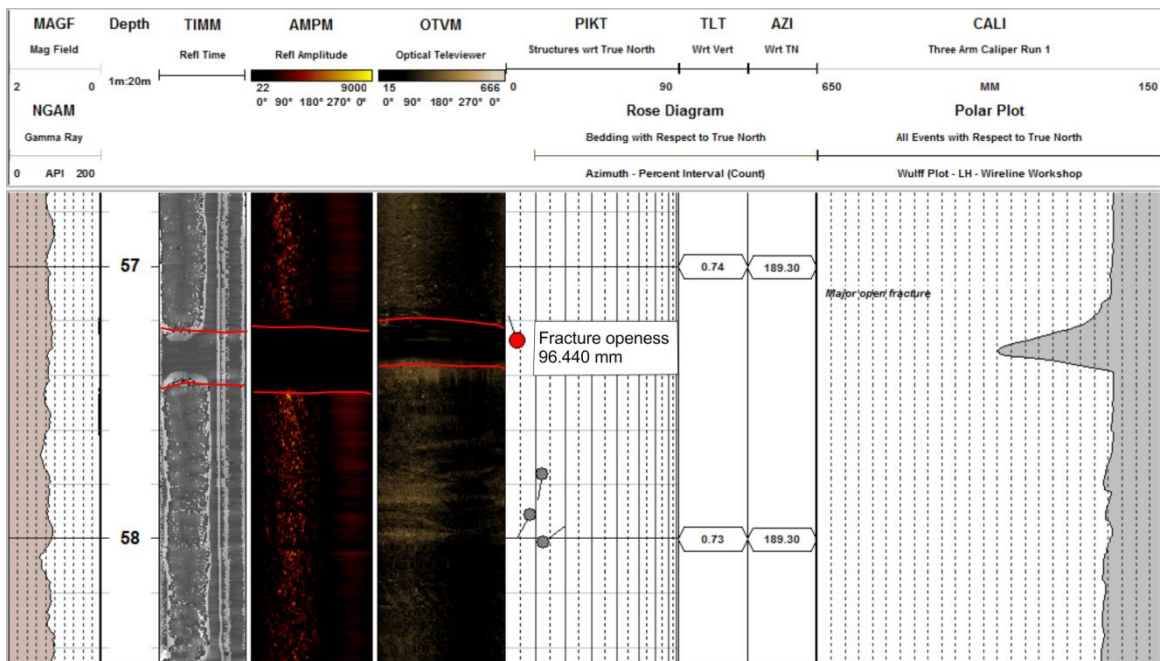 MAGF Depth TIMM AMPM OTVM PIKT TLT AZI CALI
Mag Field Refl Time Refl Amplitude Optical Televiewer Structures wrt True North Wrt Vert Wrt TN Three Arm Caliper Run 1
1m:20m
2 0 22 9000 15 666 0 90 650 MM 150
0° 90° 180° 270° 0° 0° 90° 180° 270° 0°
NGAM Rose Diagram Polar Plot
Gamma Ray Bedding with Respect to True North All Events with Respect to True North
0 API 200 Azimuth - Percent Interval (Count) Wulff Plot - LH - Wireline Workshop
57 0.74 189.30
Major open fracture
Fracture openess
96.440 mm
58 0.73 189.30